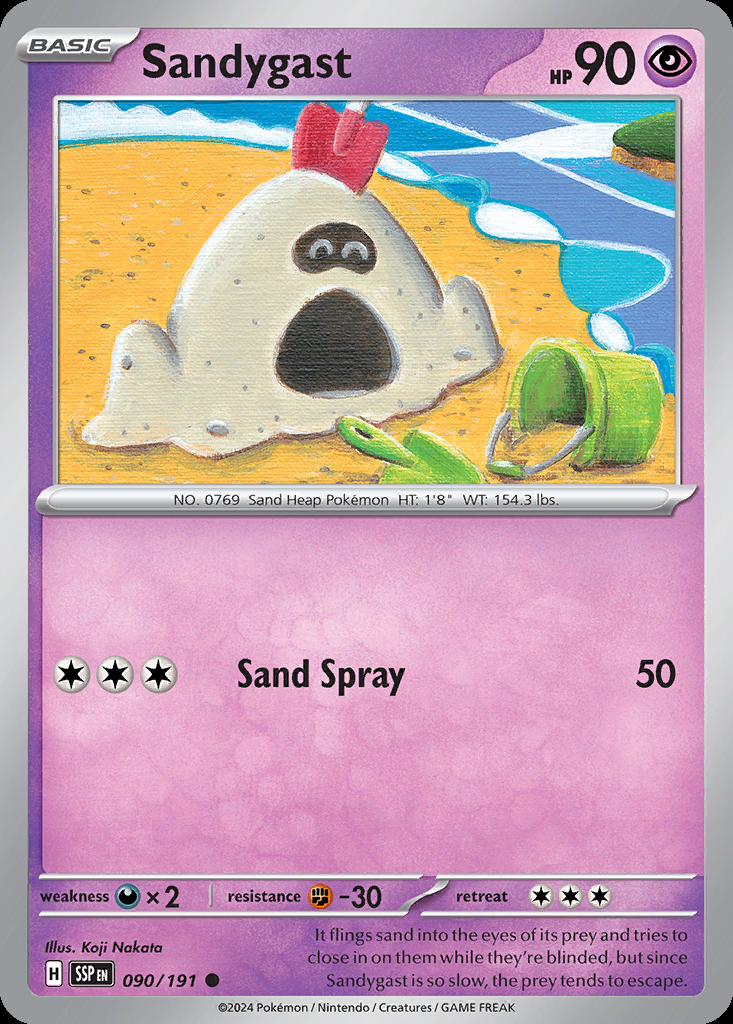 BASIC Sandygast HP 90
NO. 0769 Sand Heap Pokémon HT: 1'8" WT: 154.3 lbs.
Sand Spray 50
weakness ×2 resistance -30 retreat
Illus. Koji Nakata
H SSP EN 090/191
It flings sand into the eyes of its prey and tries to
close in on them while they're blinded, but since
Sandygast is so slow, the prey tends to escape.
©2024 Pokémon / Nintendo / Creatures / GAME FREAK